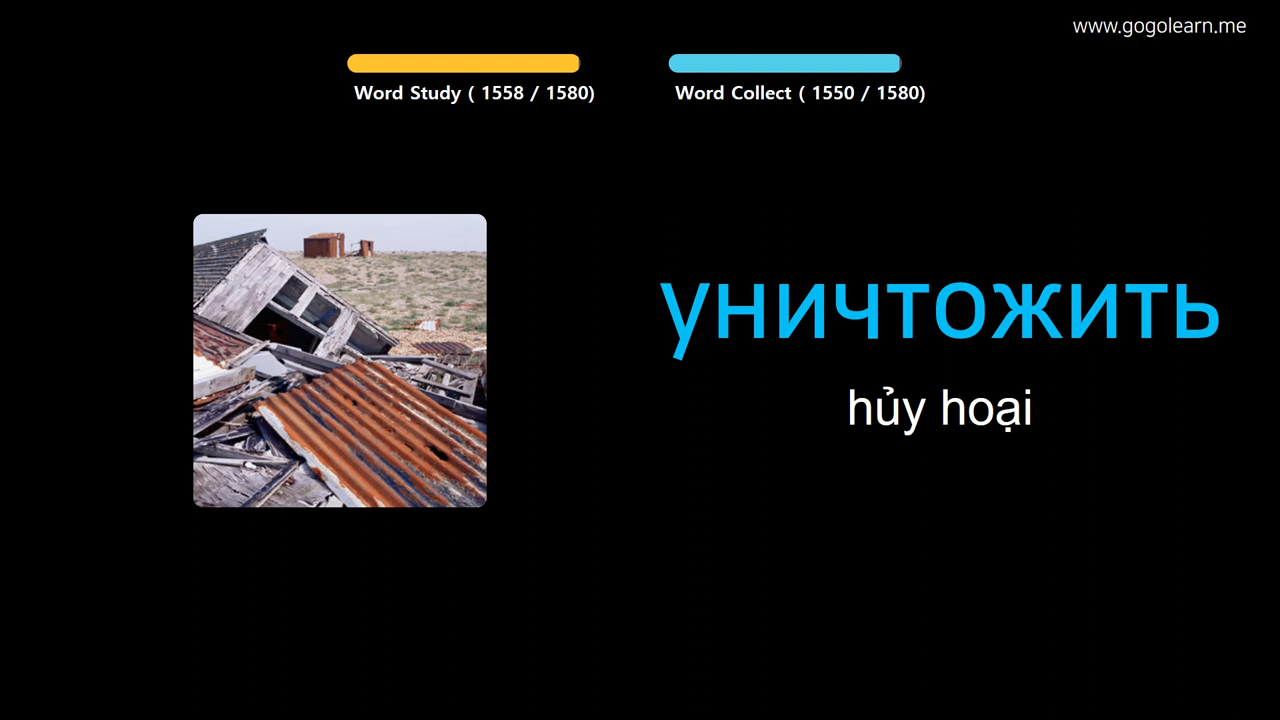 www.gogolearn.me
Word Study ( 1558 / 1580)
Word Collect ( 1550 / 1580)
уничтожить
hủy hoại